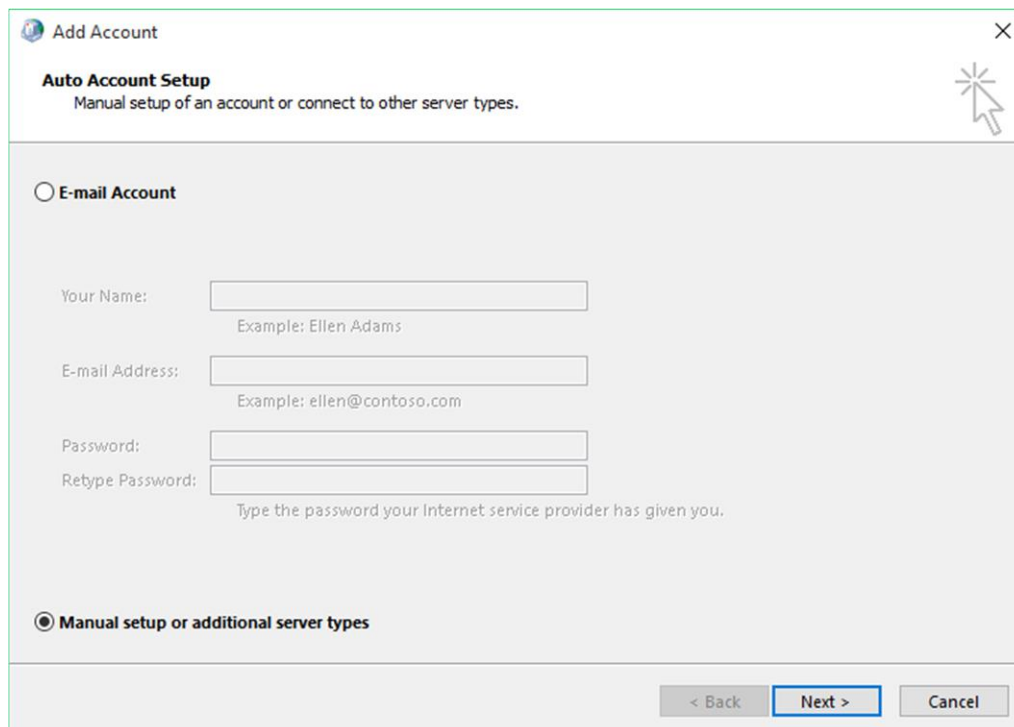 Add Account
Auto Account Setup
Manual setup of an account or connect to other server types.
E-mail Account
Your Name:
Example: Ellen Adams
E-mail Address:
Example: ellen@contoso.com
Password:
Retype Password:
Type the password your Internet service provider has given you.
Manual setup or additional server types
< Back Next > Cancel